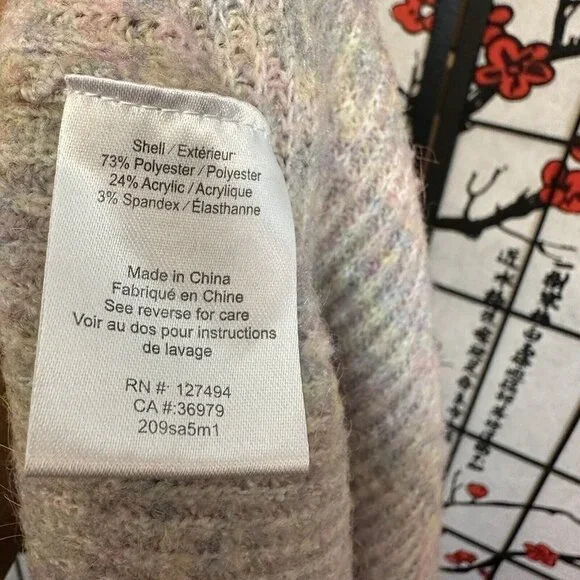 Shell / Extérieur:
73% Polyester / Polyester
24% Acrylic / Acrylique
3% Spandex / Élasthanne
Made in China
Fabriqué en Chine
See reverse for care
Voir au dos pour instructions
de lavage
RN #: 127494
CA #:36979
209sa5m1